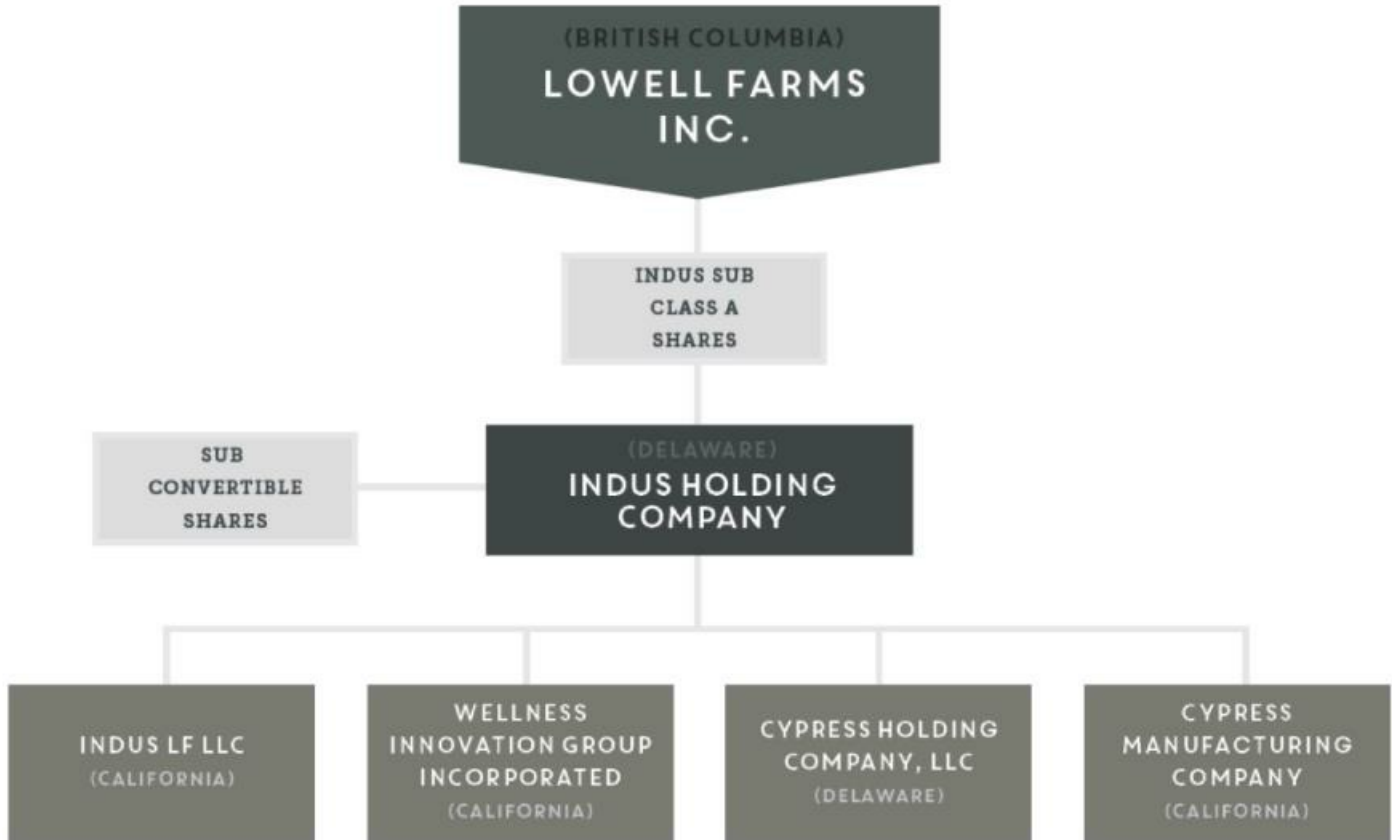 (BRITISH COLUMBIA)
LOWELL FARMS
INC.
INDUS SUB
CLASS A
SHARES
SUB
CONVERTIBLE
SHARES
(DELAWARE)
INDUS HOLDING
COMPANY
INDUS LF LLC
(CALIFORNIA)
WELLNESS
INNOVATION GROUP
INCORPORATED
(CALIFORNIA)
CYPRESS HOLDING
COMPANY, LLC
(DELAWARE)
CYPRESS
MANUFACTURING
COMPANY
(CALIFORNIA)